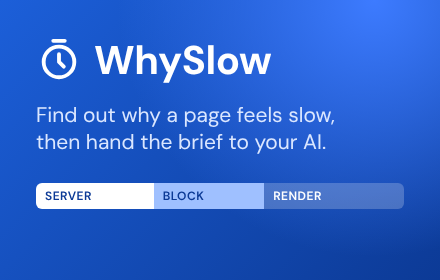 WhySlow
Find out why a page feels slow,
then hand the brief to your AI.
SERVER BLOCK RENDER